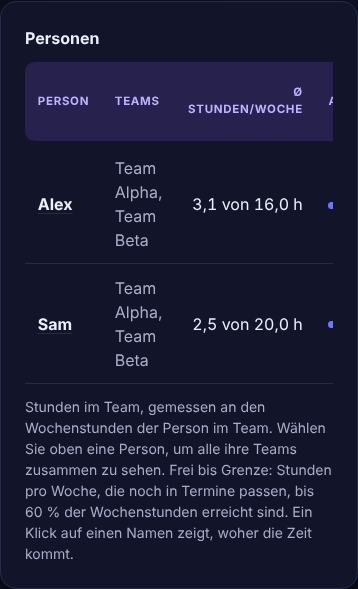 Personen
PERSON TEAMS Ø STUNDEN/WOCHE A
Alex Team Alpha, Team Beta 3,1 von 16,0 h
Sam Team Alpha, Team Beta 2,5 von 20,0 h
Stunden im Team, gemessen an den
Wochenstunden der Person im Team. Wählen
Sie oben eine Person, um alle ihre Teams
zusammen zu sehen. Frei bis Grenze: Stunden
pro Woche, die noch in Termine passen, bis
60 % der Wochenstunden erreicht sind. Ein
Klick auf einen Namen zeigt, woher die Zeit
kommt.